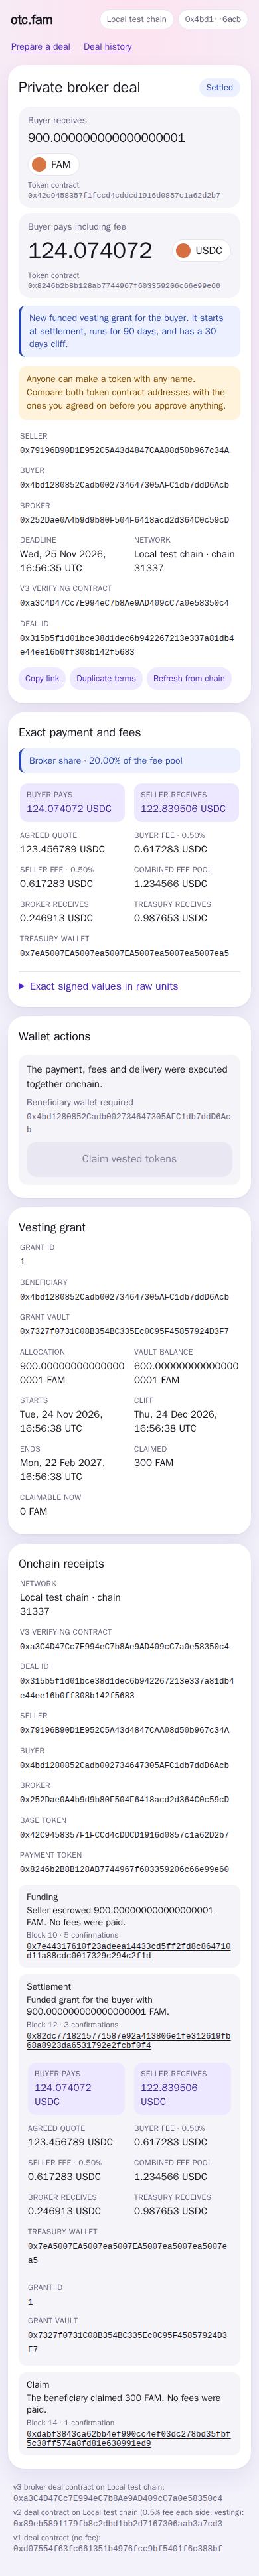 otc.fam
Local test chain
0x4bd1···6acb
Prepare a deal
Deal history
Private broker deal
Settled
Buyer receives
900.000000000000000001
FAM
Token contract
0x42c9458357f1fccd4cddcd1916d0857c1a62d2b7
Buyer pays including fee
124.074072
USDC
Token contract
0x8246b2b8b128ab7744967f603359206c66e99e60
New funded vesting grant for the buyer. It starts
at settlement, runs for 90 days, and has a 30
days cliff.
Anyone can make a token with any name.
Compare both token contract addresses with the
ones you agreed on before you approve anything.
SELLER
0x79196B90D1E952C5A43d4847CAA08d50b967c34A
BUYER
0x4bd1280852Cadb002734647305AFC1db7ddD6Acb
BROKER
0x252Dae0A4b9d9b80F504F6418acd2d364C0c59cD
DEADLINE
Wed, 25 Nov 2026,
16:56:35 UTC
NETWORK
Local test chain · chain
31337
V3 VERIFYING CONTRACT
0xa3C4D47Cc7E994eC7b8Ae9AD409cC7a0e58350c4
DEAL ID
0x315b5f1d01bce38d1dec6b942267213e337a81db4
e44ee16b0ff308b142f5683
Copy link
Duplicate terms
Refresh from chain
Exact payment and fees
Broker share · 20.00% of the fee pool
BUYER PAYS
124.074072 USDC
SELLER RECEIVES
122.839506 USDC
AGREED QUOTE
123.456789 USDC
BUYER FEE · 0.50%
0.617283 USDC
SELLER FEE · 0.50%
0.617283 USDC
COMBINED FEE POOL
1.234566 USDC
BROKER RECEIVES
0.246913 USDC
TREASURY RECEIVES
0.987653 USDC
TREASURY WALLET
0x7eA5007EA5007ea5007EA5007ea5007ea5007ea5
Exact signed values in raw units
Wallet actions
The payment, fees and delivery were executed
together onchain.
Beneficiary wallet required
0x4bd1280852Cadb002734647305AFC1db7ddD6Ac
b
Claim vested tokens
Vesting grant
GRANT ID
1
BENEFICIARY
0x4bd1280852Cadb002734647305AFC1db7ddD6Acb
GRANT VAULT
0x7327f0731C08B354BC335Ec0C95F45857924D3F7
ALLOCATION
900.00000000000000
0001 FAM
VAULT BALANCE
600.00000000000000
0001 FAM
STARTS
Tue, 24 Nov 2026,
16:56:38 UTC
CLIFF
Thu, 24 Dec 2026,
16:56:38 UTC
ENDS
Mon, 22 Feb 2027,
16:56:38 UTC
CLAIMED
300 FAM
CLAIMABLE NOW
0 FAM
Onchain receipts
NETWORK
Local test chain · chain
31337
V3 VERIFYING CONTRACT
0xa3C4D47Cc7E994eC7b8Ae9AD409cC7a0e58350c4
DEAL ID
0x315b5f1d01bce38d1dec6b942267213e337a81db4
e44ee16b0ff308b142f5683
SELLER
0x79196B90D1E952C5A43d4847CAA08d50b967c34A
BUYER
0x4bd1280852Cadb002734647305AFC1db7ddD6Acb
BROKER
0x252Dae0A4b9d9b80F504F6418acd2d364C0c59cD
BASE TOKEN
0x42C9458357F1FCCd4cDDCD1916d0857c1a62D2b7
PAYMENT TOKEN
0x8246b2B8B128AB7744967f603359206c66e99e60
Funding
Seller escrowed 900.000000000000000001
FAM. No fees were paid.
Block 10 · 5 confirmations
0x7e44317610f23adeea14433cd5ff2fd8c864710
d11a88cdc0017329c294c2f1d
Settlement
Funded grant for the buyer with
900.000000000000000001 FAM.
Block 12 · 3 confirmations
0x82dc7718215771587e92a413806e1fe312619fb
68a8923da6531792e2fcbf0f4
BUYER PAYS
124.074072
USDC
SELLER RECEIVES
122.839506
USDC
AGREED QUOTE
123.456789 USDC
BUYER FEE · 0.50%
0.617283 USDC
SELLER FEE · 0.50%
0.617283 USDC
COMBINED FEE POOL
1.234566 USDC
BROKER RECEIVES
0.246913 USDC
TREASURY RECEIVES
0.987653 USDC
TREASURY WALLET
0x7eA5007EA5007ea5007EA5007ea5007ea5007e
a5
GRANT ID
1
GRANT VAULT
0x7327f0731C08B354BC335Ec0C95F45857924D3
F7
Claim
The beneficiary claimed 300 FAM. No fees were
paid.
Block 14 · 1 confirmation
0xdabf3843ca62bb4ef990cc4ef03dc278bd35fbf
5c38ff574a8fd81e630991ed9
v3 broker deal contract on Local test chain:
0xa3C4D47Cc7E994eC7b8Ae9AD409cC7a0e58350c4
v2 deal contract on Local test chain (0.5% fee each side, vesting):
0x89eb5891179fb8c2dbd1bb2d7167306aab3a7cd3
v1 deal contract (no fee):
0xd07554f63fc661351b4976fcc9bf5401f6c388bf